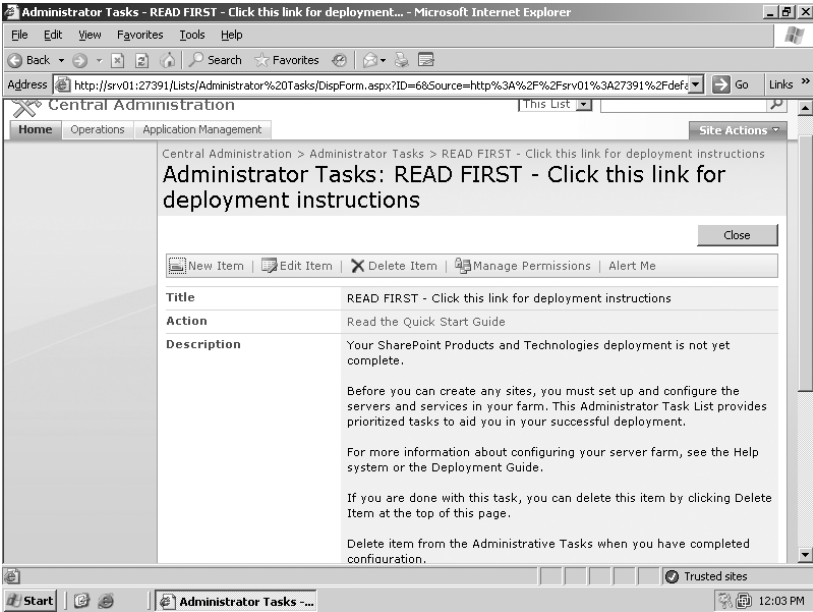 Administrator Tasks - READ FIRST - Click this link for deployment... - Microsoft Internet Explorer
File Edit View Favorites Tools Help
Back Search Favorites
Address http://srv01:27391/Lists/Administrator%20Tasks/DispForm.aspx?ID=6&Source=http%3A%2F%2Fsrv01%3A27391%2Fdefa Go Links »
Central Administration This List
Home Operations Application Management Site Actions
Central Administration > Administrator Tasks > READ FIRST - Click this link for deployment instructions
Administrator Tasks: READ FIRST - Click this link for
deployment instructions
Close
New Item | Edit Item | Delete Item | Manage Permissions | Alert Me
Title READ FIRST - Click this link for deployment instructions
Action Read the Quick Start Guide
Description Your SharePoint Products and Technologies deployment is not yet
complete.
Before you can create any sites, you must set up and configure the
servers and services in your farm. This Administrator Task List provides
prioritized tasks to aid you in your successful deployment.
For more information about configuring your server farm, see the Help
system or the Deployment Guide.
If you are done with this task, you can delete this item by clicking Delete
Item at the top of this page.
Delete item from the Administrative Tasks when you have completed
configuration.
Trusted sites
Start Administrator Tasks -... 12:03 PM